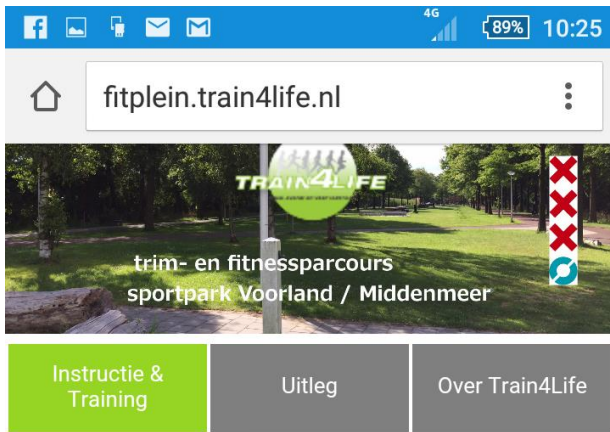 4G
89%
10:25
fitplein.train4life.nl
TRAIN4LIFE
trim- en fitnessparcours
sportpark Voorland / Middenmeer
Instructie &
Training
Uitleg
Over Train4Life